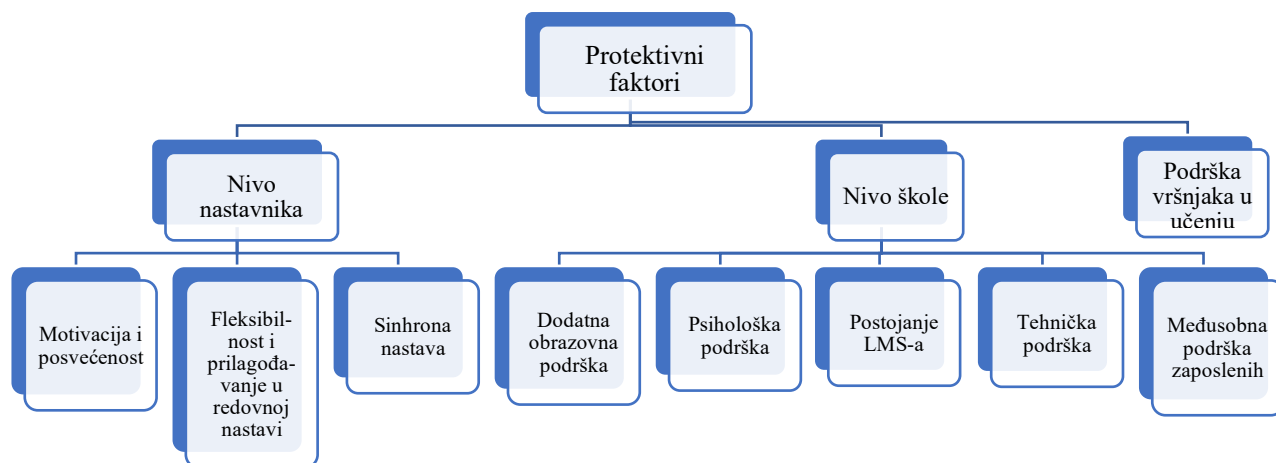 Protektivni
faktori
Nivo
nastavnika
Nivo škole
Podrška
vršnjaka u
učenju
Motivacija i
posvećenost
Fleksibil-
nost i
prilagođa-
vanje u
redovnoj
nastavi
Sinhrona
nastava
Dodatna
obrazovna
podrška
Psihološka
podrška
Postojanje
LMS-a
Tehnička
podrška
Međusobna
podrška
zaposlenih